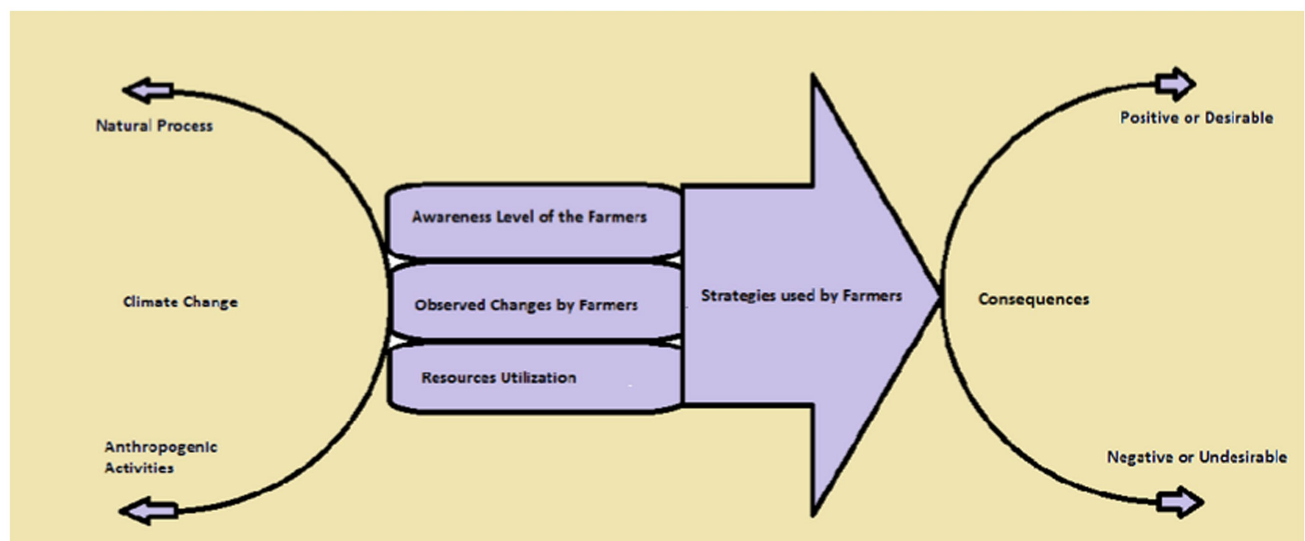 Natural Process
Climate Change
Anthropogenic
Activities
Awareness Level of the Farmers
Observed Changes by Farmers
Resources Utilization
Strategies used by Farmers
Positive or Desirable
Consequences
Negative or Undesirable